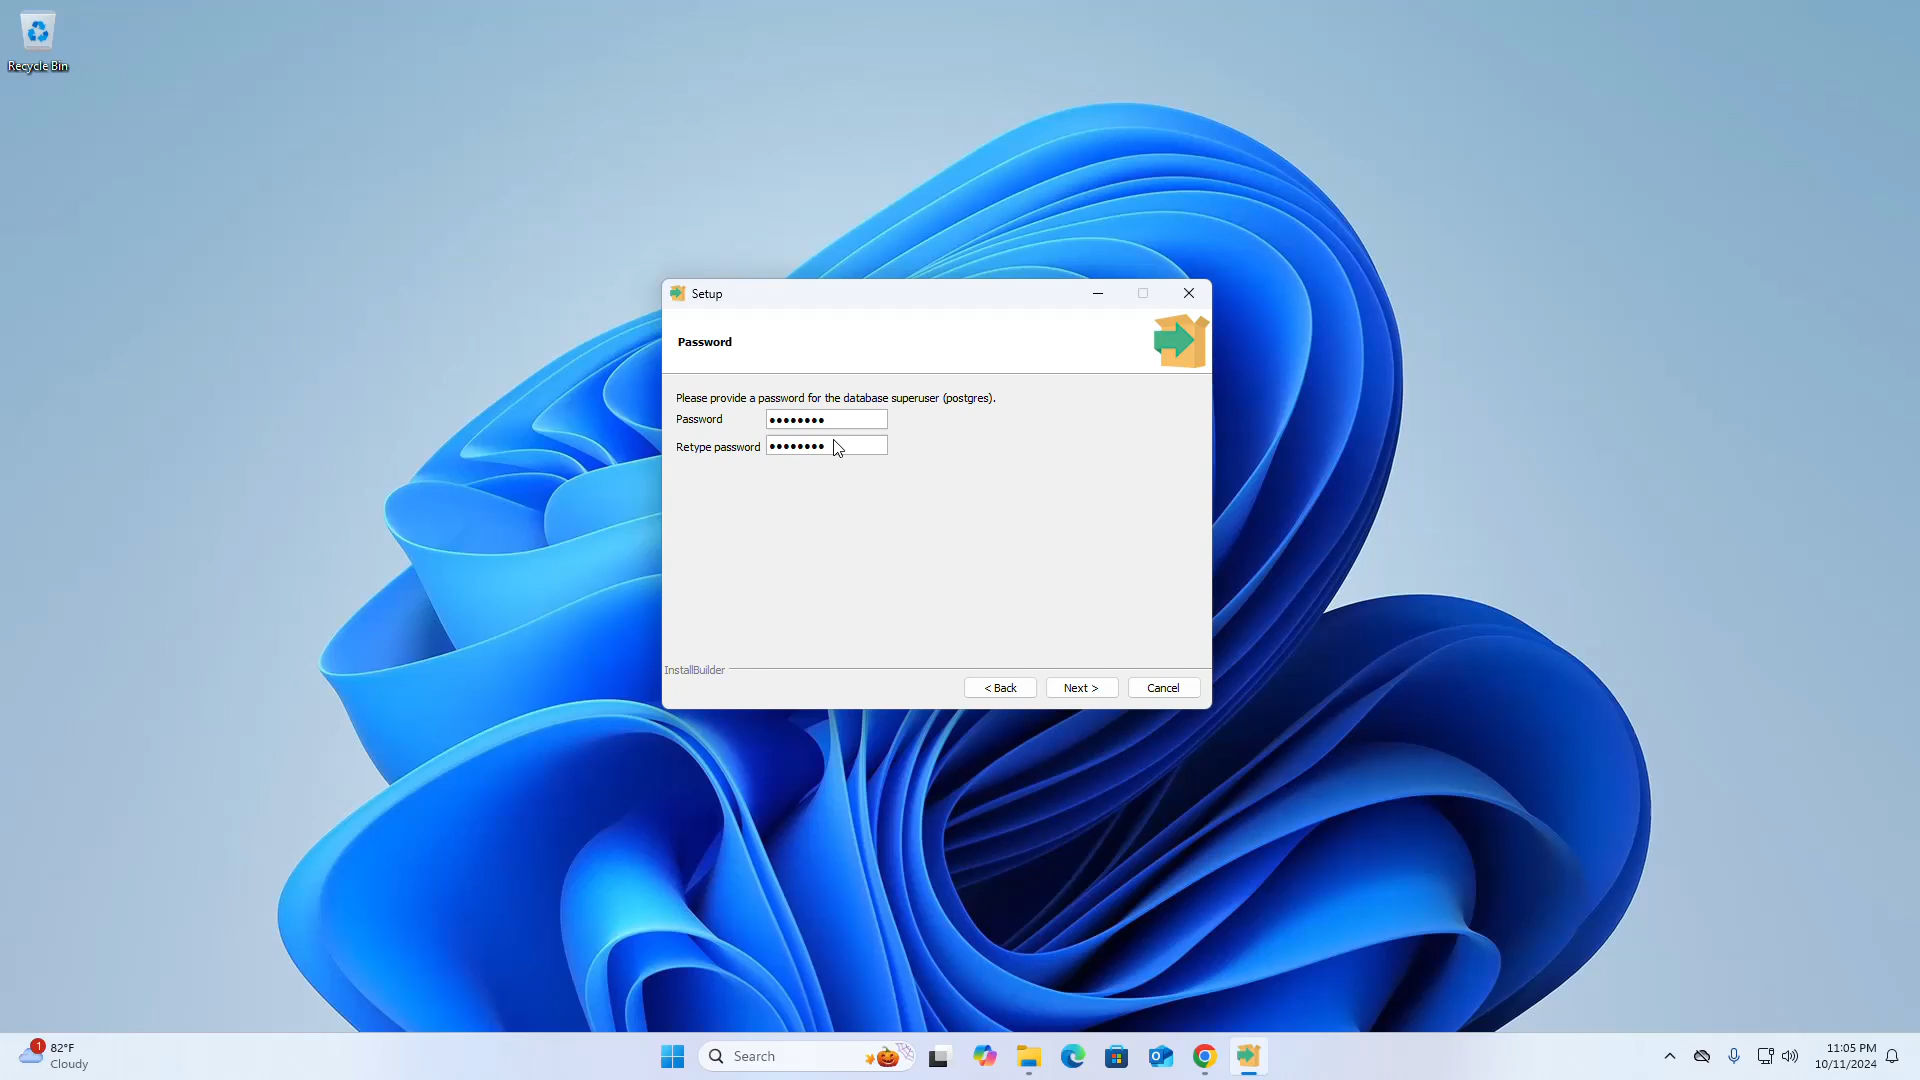 Recycle Bin
Setup
Password
Please provide a password for the database superuser (postgres).
Password ••••••••
Retype password ••••••••
InstallBuilder
< Back Next > Cancel
1
82°F
Cloudy
Search
11:05 PM
10/11/2024